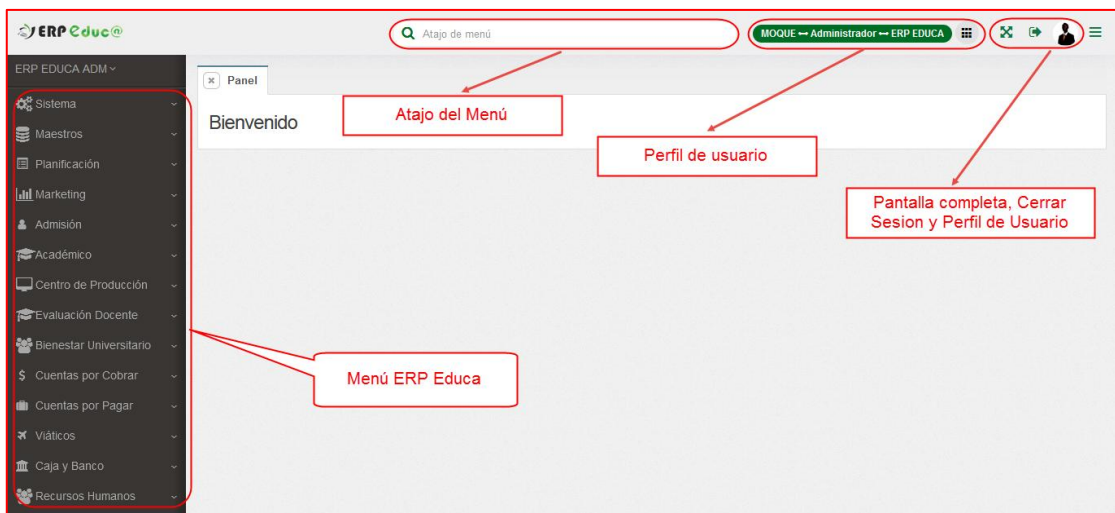 ERP Educ@
Atajo de menú
MOQUE ↔ Administrador ↔ ERP EDUCA
ERP EDUCA ADM
Panel
Bienvenido
Atajo del Menú
Perfil de usuario
Pantalla completa, Cerrar
Sesion y Perfil de Usuario
Sistema
Maestros
Planificación
Marketing
Admisión
Académico
Centro de Producción
Evaluación Docente
Bienestar Universitario
Cuentas por Cobrar
Cuentas por Pagar
Viáticos
Caja y Banco
Recursos Humanos
Menú ERP Educa